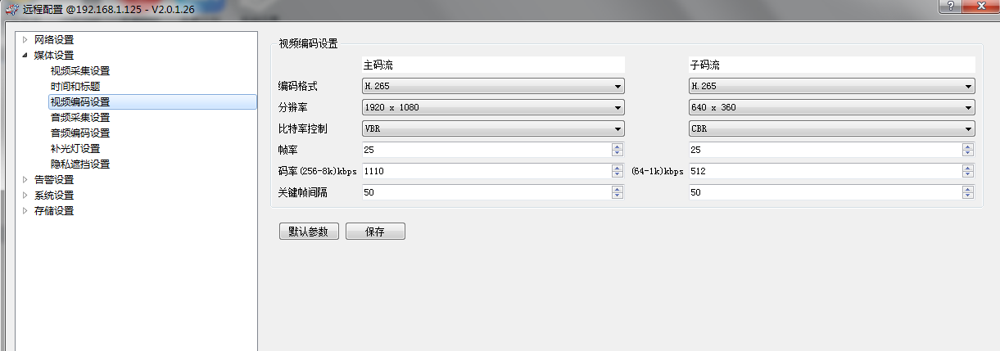 远程配置 @192.168.1.125 - V2.0.1.26
网络设置
媒体设置
视频采集设置
时间和标题
视频编码设置
音频采集设置
音频编码设置
补光灯设置
隐私遮挡设置
告警设置
系统设置
存储设置
视频编码设置
主码流 子码流
编码格式 H.265 H.265
分辨率 1920 x 1080 640 x 360
比特率控制 VBR CBR
帧率 25 25
码率(256-8k)kbps 1110 (64-1k)kbps 512
关键帧间隔 50 50
默认参数 保存